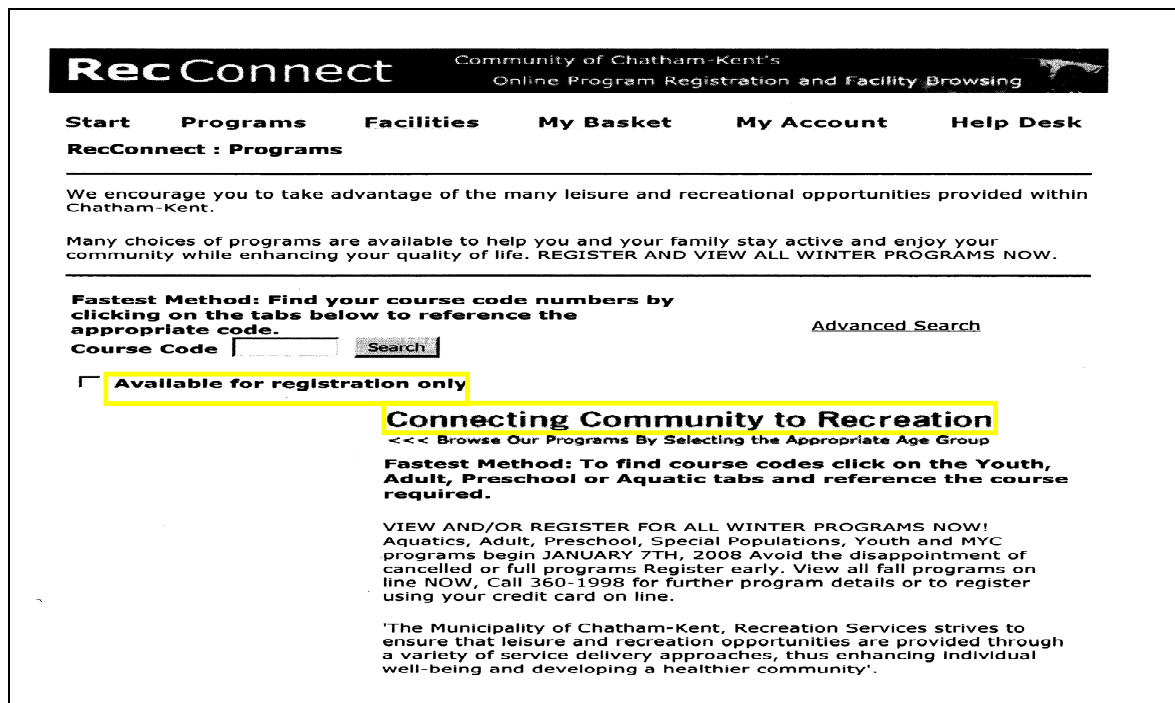 Rec Connect
Community of Chatham-Kent's
Online Program Registration and Facility Browsing
Start Programs Facilities My Basket My Account Help Desk
RecConnect : Programs
We encourage you to take advantage of the many leisure and recreational opportunities provided within
Chatham-Kent.
Many choices of programs are available to help you and your family stay active and enjoy your
community while enhancing your quality of life. REGISTER AND VIEW ALL WINTER PROGRAMS NOW.
Fastest Method: Find your course code numbers by
clicking on the tabs below to reference the
appropriate code.
Advanced Search
Course Code Search
Available for registration only
Connecting Community to Recreation
<<< Browse Our Programs By Selecting the Appropriate Age Group
Fastest Method: To find course codes click on the Youth,
Adult, Preschool or Aquatic tabs and reference the course
required.
VIEW AND/OR REGISTER FOR ALL WINTER PROGRAMS NOW!
Aquatics, Adult, Preschool, Special Populations, Youth and MYC
programs begin JANUARY 7TH, 2008 Avoid the disappointment of
cancelled or full programs Register early. View all fall programs on
line NOW, Call 360-1998 for further program details or to register
using your credit card on line.
'The Municipality of Chatham-Kent, Recreation Services strives to
ensure that leisure and recreation opportunities are provided through
a variety of service delivery approaches, thus enhancing individual
well-being and developing a healthier community'.